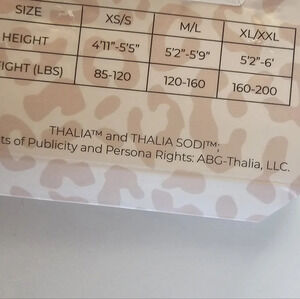 SIZE XS/S M/L XL/XXL
HEIGHT 4'11"-5'5" 5'2"-5'9" 5'2"-6'
IGHT (LBS) 85-120 120-160 160-200
THALIA™ and THALIA SODI™;
ts of Publicity and Persona Rights: ABG-Thalia, LLC.